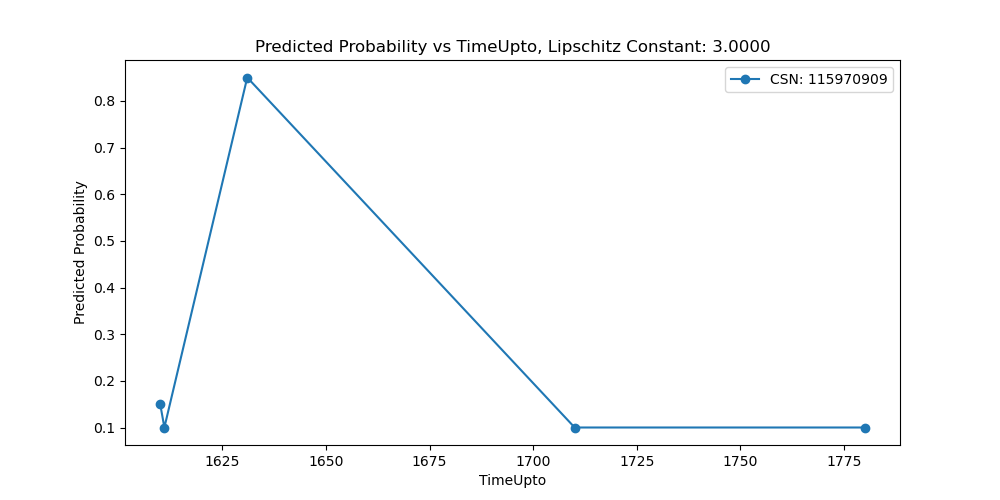 Predicted Probability vs TimeUpto, Lipschitz Constant: 3.0000
CSN: 115970909
Predicted Probability
0.8
0.7
0.6
0.5
0.4
0.3
0.2
0.1
1625 1650 1675 1700 1725 1750 1775
TimeUpto